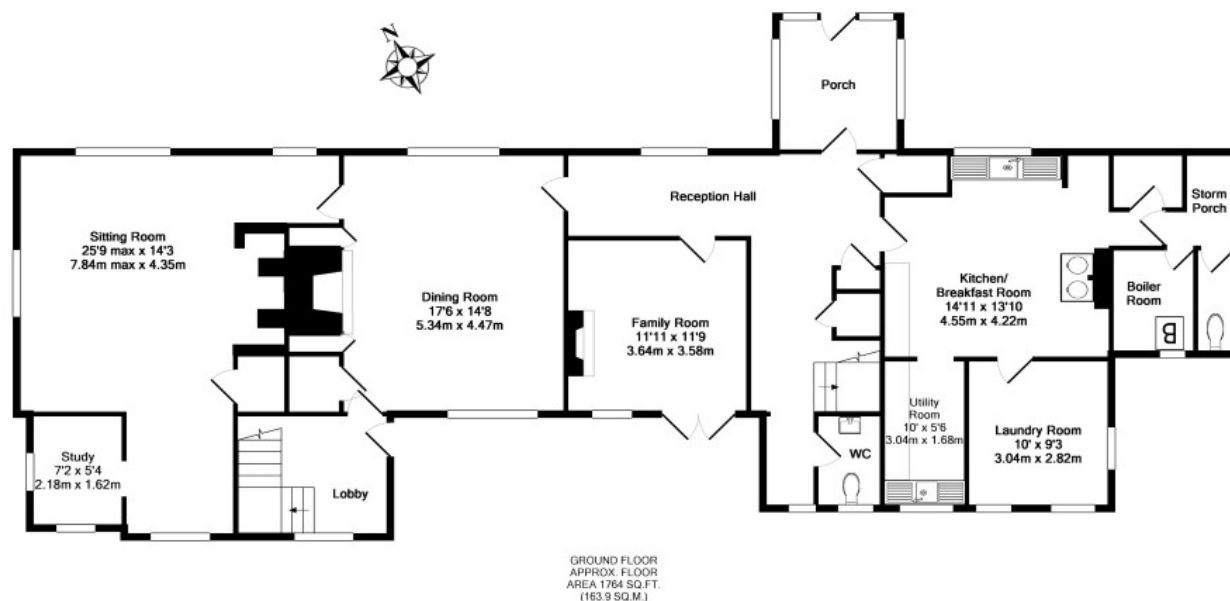 N
Porch
Reception Hall
Storm
Porch
Sitting Room
25'9 max x 14'3
7.84m max x 4.35m
Dining Room
17'6 x 14'8
5.34m x 4.47m
Family Room
11'11 x 11'9
3.64m x 3.58m
Kitchen/
Breakfast Room
14'11 x 13'10
4.55m x 4.22m
Boiler
Room
B
Study
7'2 x 5'4
2.18m x 1.62m
Lobby
WC
Utility
Room
10' x 5'6
3.04m x 1.68m
Laundry Room
10' x 9'3
3.04m x 2.82m
GROUND FLOOR
APPROX. FLOOR
AREA 1764 SQ.FT.
(163.9 SQ.M.)